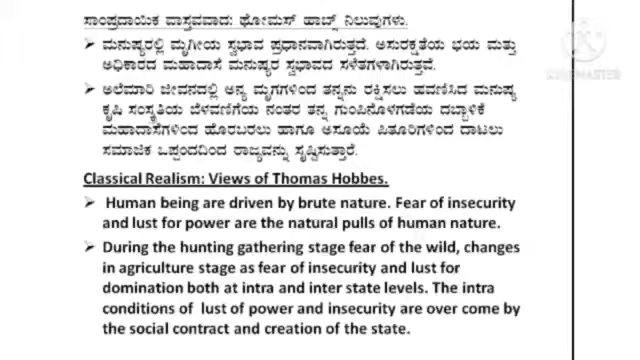 ಸಾಂಪ್ರದಾಯಿಕ ವಾಸ್ತವವಾದ: ಥೋಮಸ್ ಹಾಬ್ಸ್ ನಿಲುವುಗಳು.
➢ ಮನುಷ್ಯರಲ್ಲಿ ಮೃಗೀಯ ಸ್ವಭಾವ ಪ್ರಧಾನವಾಗಿರುತ್ತದೆ. ಅಸುರಕ್ಷತೆಯ ಭಯ ಮತ್ತು
ಅಧಿಕಾರದ ಮಹಾದಾಸೆ ಮನುಷ್ಯರ ಸ್ವಭಾವದ ಸೆಳೆತಗಳಾಗಿರುತ್ತವೆ.
➢ ಅಲೆಮಾರಿ ಜೀವನದಲ್ಲಿ ಅನ್ಯ ಮೃಗಗಳಿಂದ ತನ್ನನು ರಕ್ಷಿಸಲು ಹವಣಿಸಿದ ಮನುಷ್ಯ
ಕೃಷಿ ಸಂಸ್ಕೃತಿಯ ಬೆಳವಣಿಗೆಯ ನಂತರ ತನ್ನ ಗುಂಪಿನೊಳಗಡೆಯ ದಬ್ಬಾಳಿಕೆ
ಮಹಾದಾಸೆಗಳಿಂದ ಹೊರಬರಲು ಹಾಗೂ ಅಸೂಯೆ ಪಿತೂರಿಗಳಿಂದ ದಾಟಲು
ಸಮಾಜಿಕ ಒಪ್ಪಂದದಿಂದ ರಾಜ್ಯವನ್ನು ಸೃಷ್ಟಿಸುತ್ತಾರೆ.
Classical Realism: Views of Thomas Hobbes.
➢ Human being are driven by brute nature. Fear of insecurity
and lust for power are the natural pulls of human nature.
➢ During the hunting gathering stage fear of the wild, changes
in agriculture stage as fear of insecurity and lust for
domination both at intra and inter state levels. The intra
conditions of lust of power and insecurity are over come by
the social contract and creation of the state.
KINEMASTER